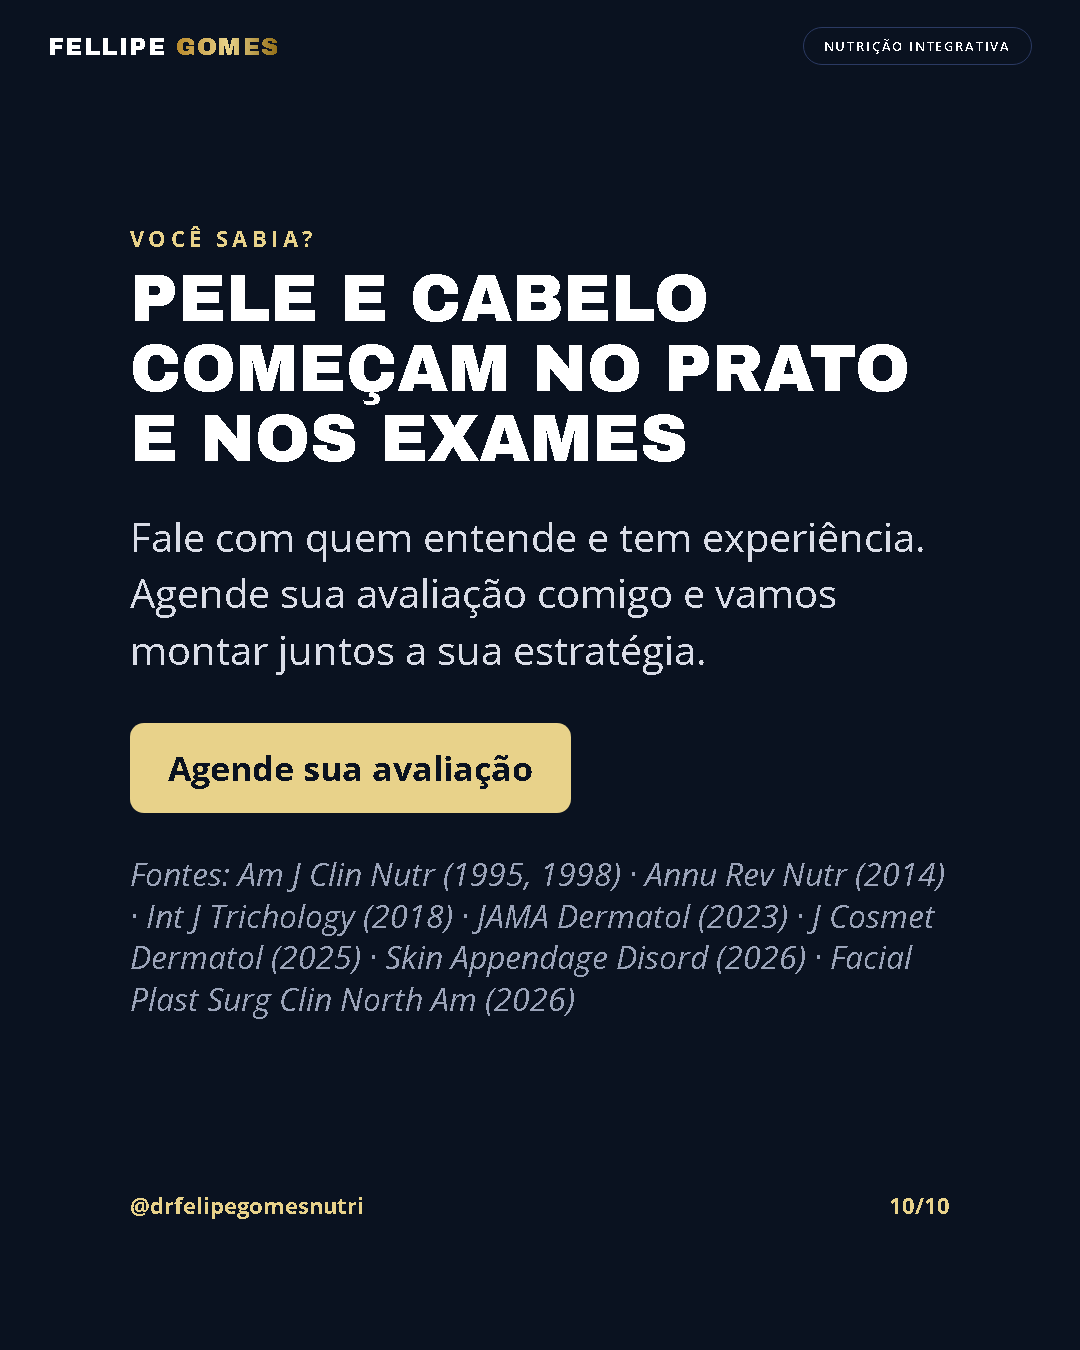 FELLIPE GOMES
NUTRIÇÃO INTEGRATIVA
VOCÊ SABIA?
PELE E CABELO
COMEÇAM NO PRATO
E NOS EXAMES
Fale com quem entende e tem experiência.
Agende sua avaliação comigo e vamos
montar juntos a sua estratégia.
Agende sua avaliação
Fontes: Am J Clin Nutr (1995, 1998) · Annu Rev Nutr (2014)
· Int J Trichology (2018) · JAMA Dermatol (2023) · J Cosmet
Dermatol (2025) · Skin Appendage Disord (2026) · Facial
Plast Surg Clin North Am (2026)
@drfelipegomesnutri
10/10